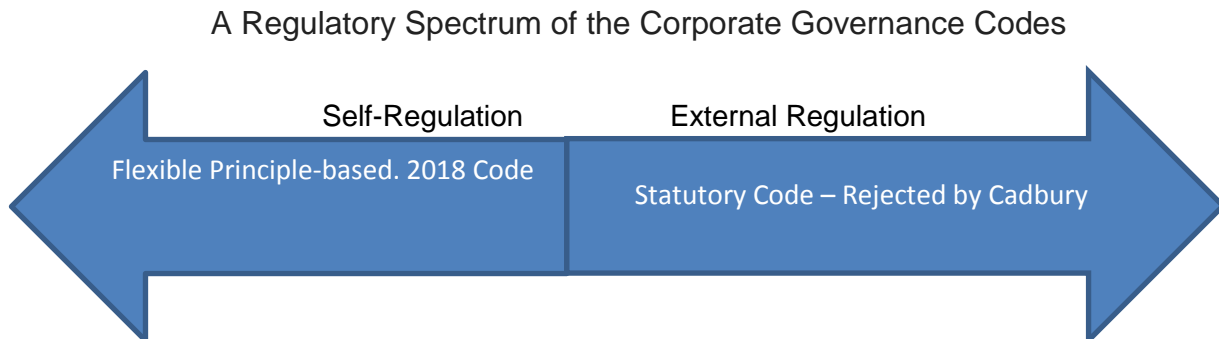 A Regulatory Spectrum of the Corporate Governance Codes
Self-Regulation
External Regulation
Flexible Principle-based. 2018 Code
Statutory Code – Rejected by Cadbury